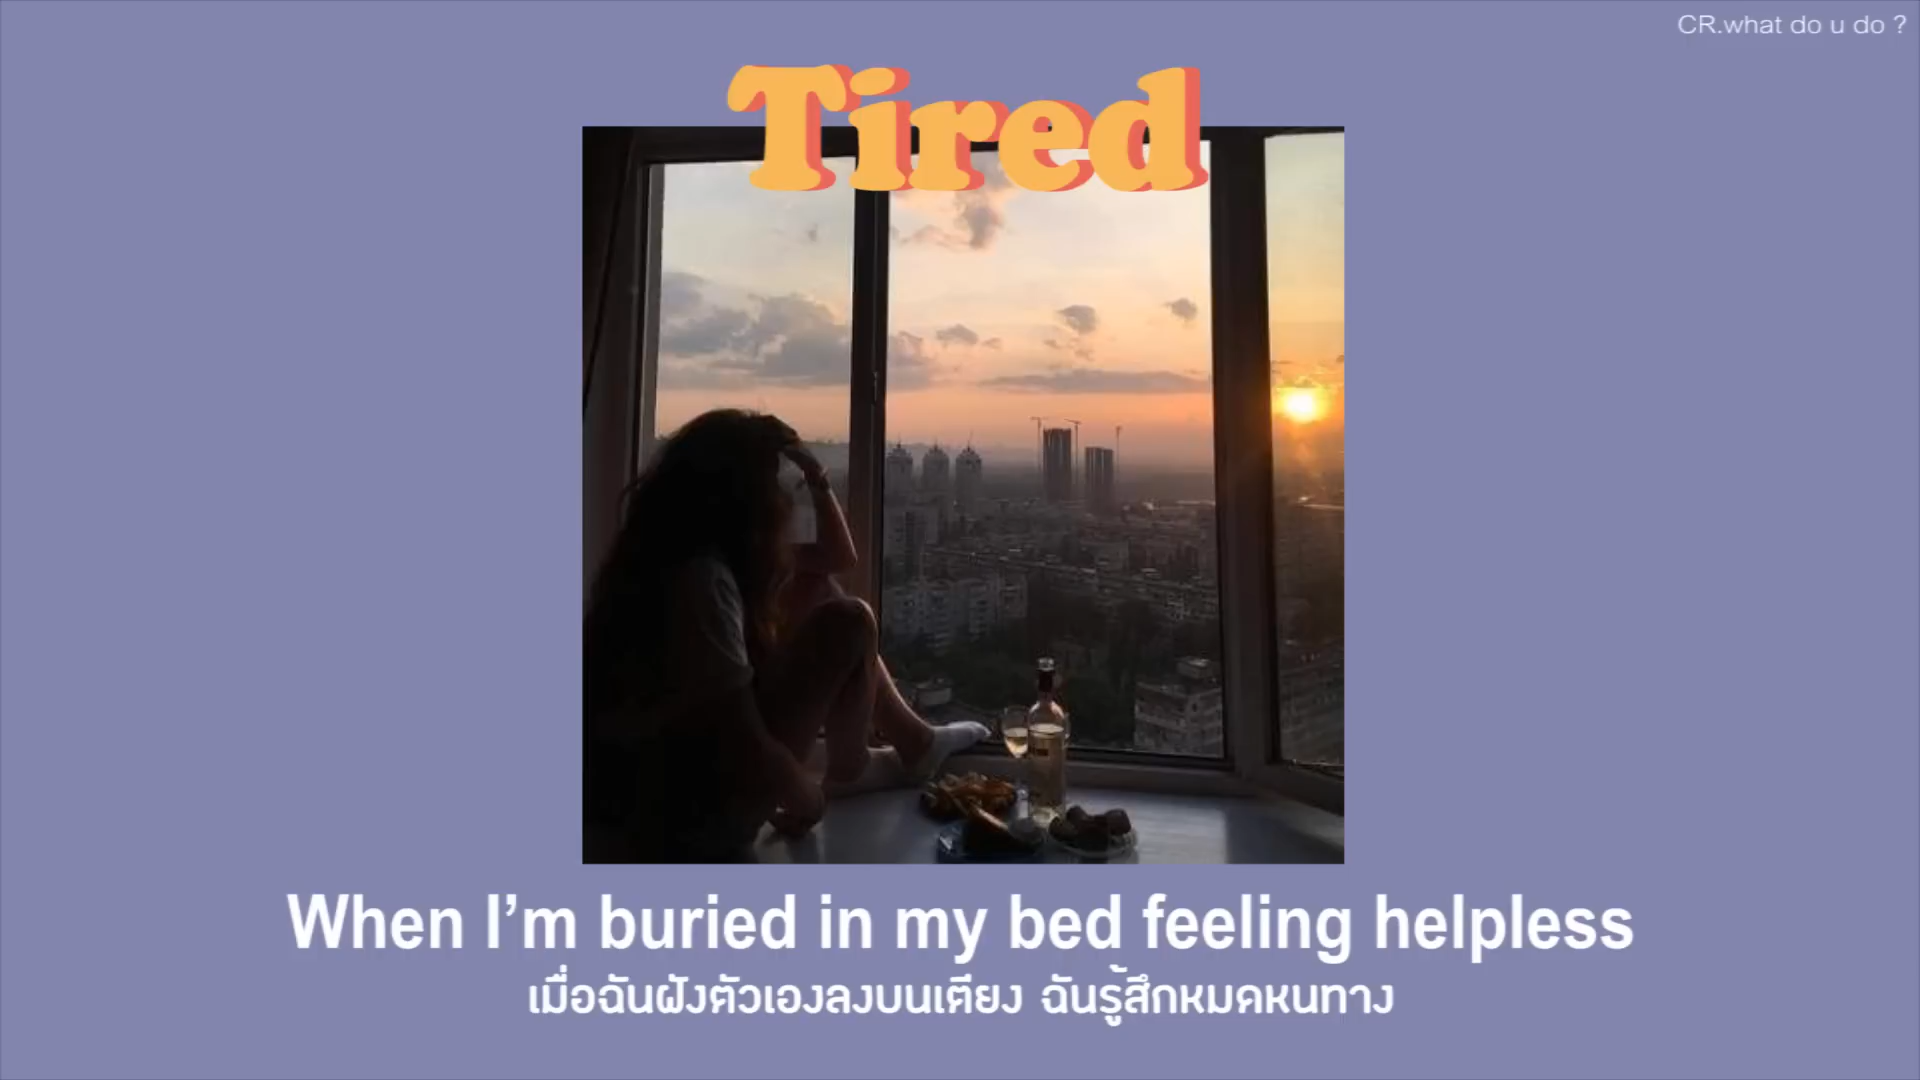 CR.what do u do ?
Tired
When I’m buried in my bed feeling helpless
เมื่อฉันฝังตัวเองลงบนเตียง ฉันรู้สึกหมดหนทาง